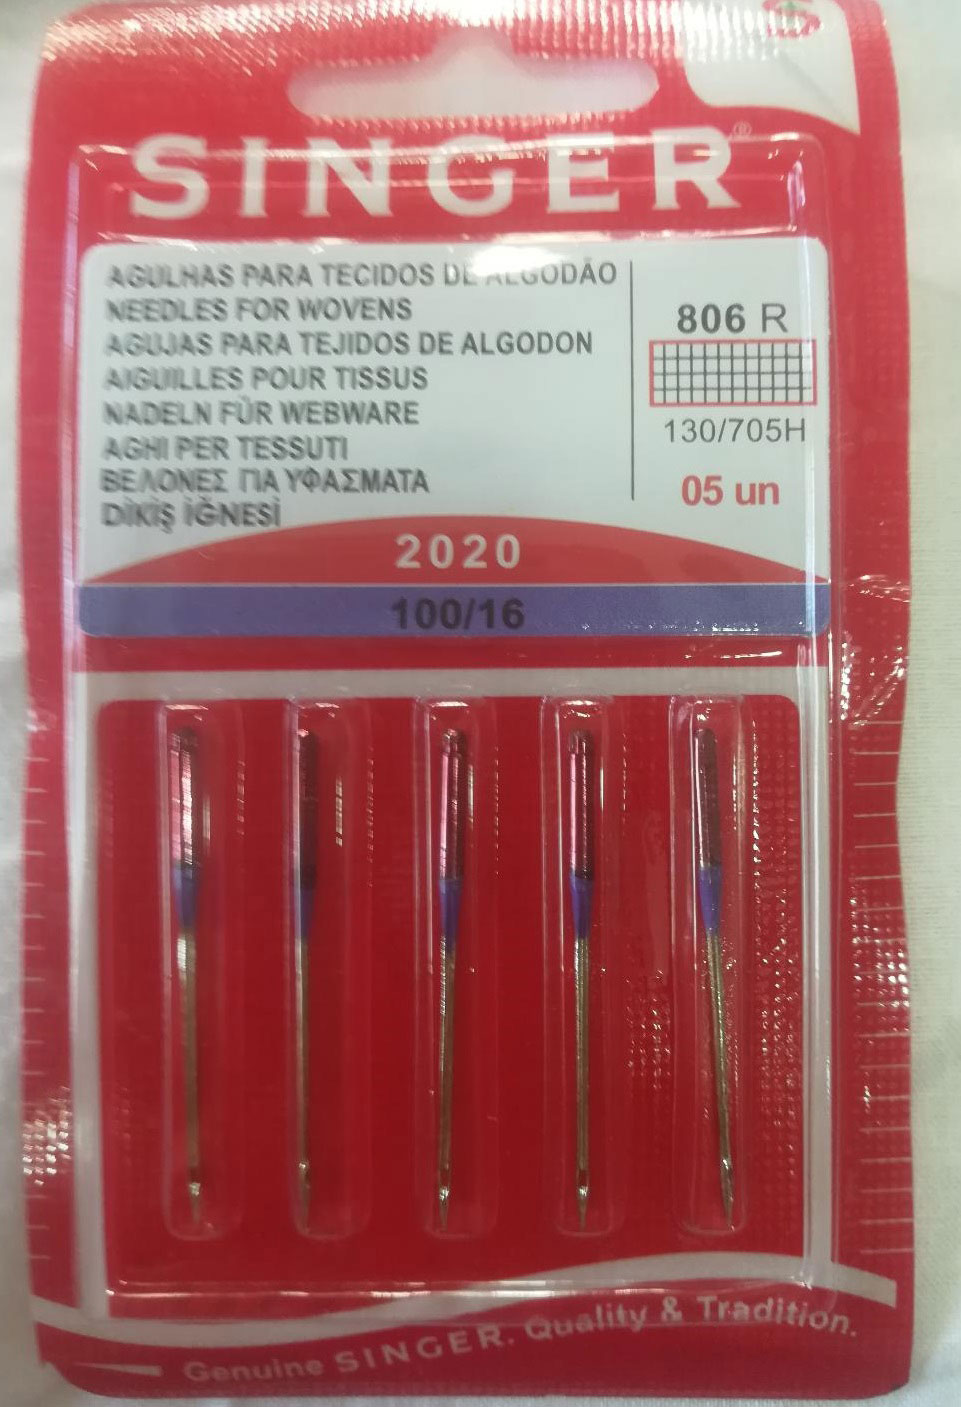 SINGER®
AGULHAS PARA TECIDOS DE ALGODÃO
NEEDLES FOR WOVENS
AGUJAS PARA TEJIDOS DE ALGODON
AIGUILLES POUR TISSUS
NADELN FÜR WEBWARE
AGHI PER TESSUTI
ΒΕΛΟΝΕΣ ΓΙΑ ΥΦΑΣΜΑΤΑ
DİKİŞ İĞNESİ
806 R
130/705H
05 un
2020
100/16
Genuine SINGER. Quality & Tradition.